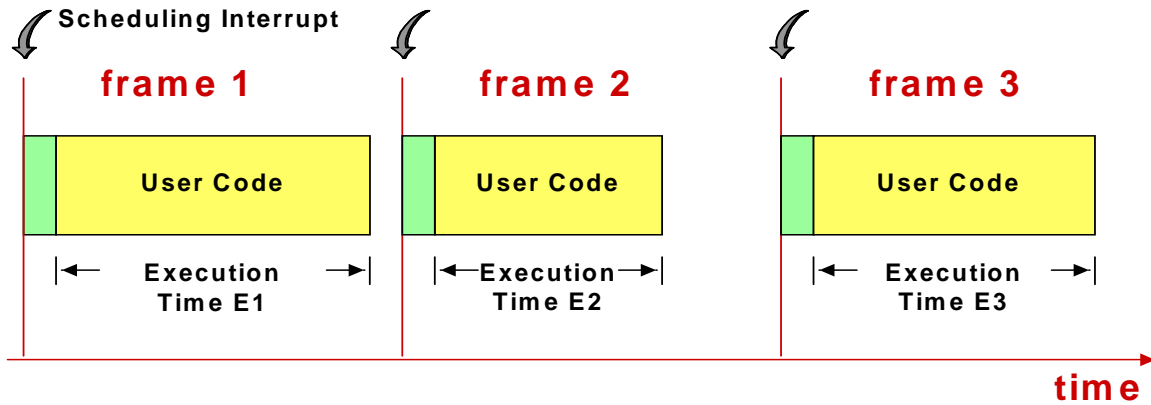 Scheduling Interrupt
frame 1
frame 2
frame 3
User Code
User Code
User Code
Execution
Time E1
Execution
Time E2
Execution
Time E3
time